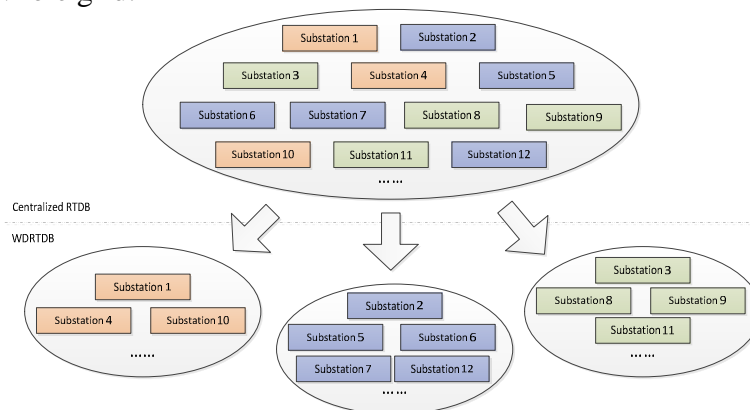 Substation 1
Substation 2
Substation 3
Substation 4
Substation 5
Substation 6
Substation 7
Substation 8
Substation 9
Substation 10
Substation 11
Substation 12
... ...
Centralized RTDB
WDRTDB
Substation 1
Substation 4
Substation 10
... ...
Substation 2
Substation 5
Substation 6
Substation 7
Substation 12
... ...
Substation 3
Substation 8
Substation 9
Substation 11
... ...